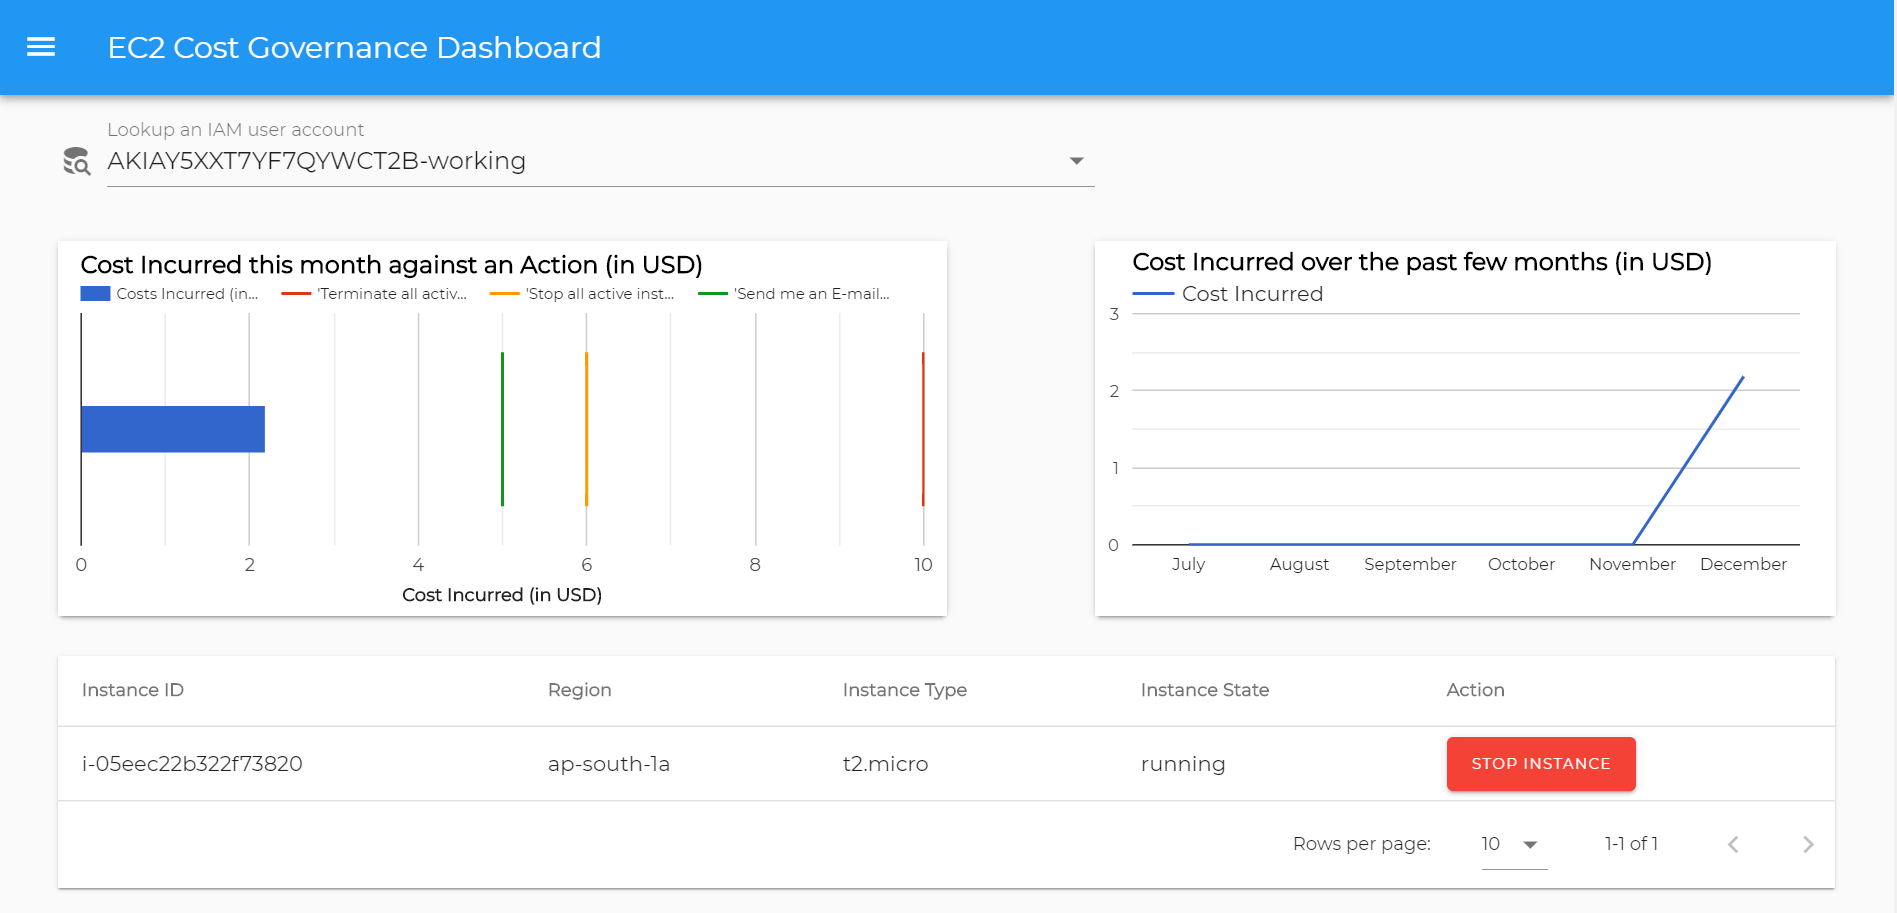 EC2 Cost Governance Dashboard
Lookup an IAM user account
AKIAY5XXT7YF7QYWCT2B-working
Cost Incurred this month against an Action (in USD)
Costs Incurred (in... 'Terminate all activ... 'Stop all active inst... 'Send me an E-mail...
0 2 4 6 8 10
Cost Incurred (in USD)
Cost Incurred over the past few months (in USD)
Cost Incurred
3
2
1
0
July August September October November December
Instance ID Region Instance Type Instance State Action
i-05eec22b322f73820 ap-south-1a t2.micro running STOP INSTANCE
Rows per page: 10 1-1 of 1